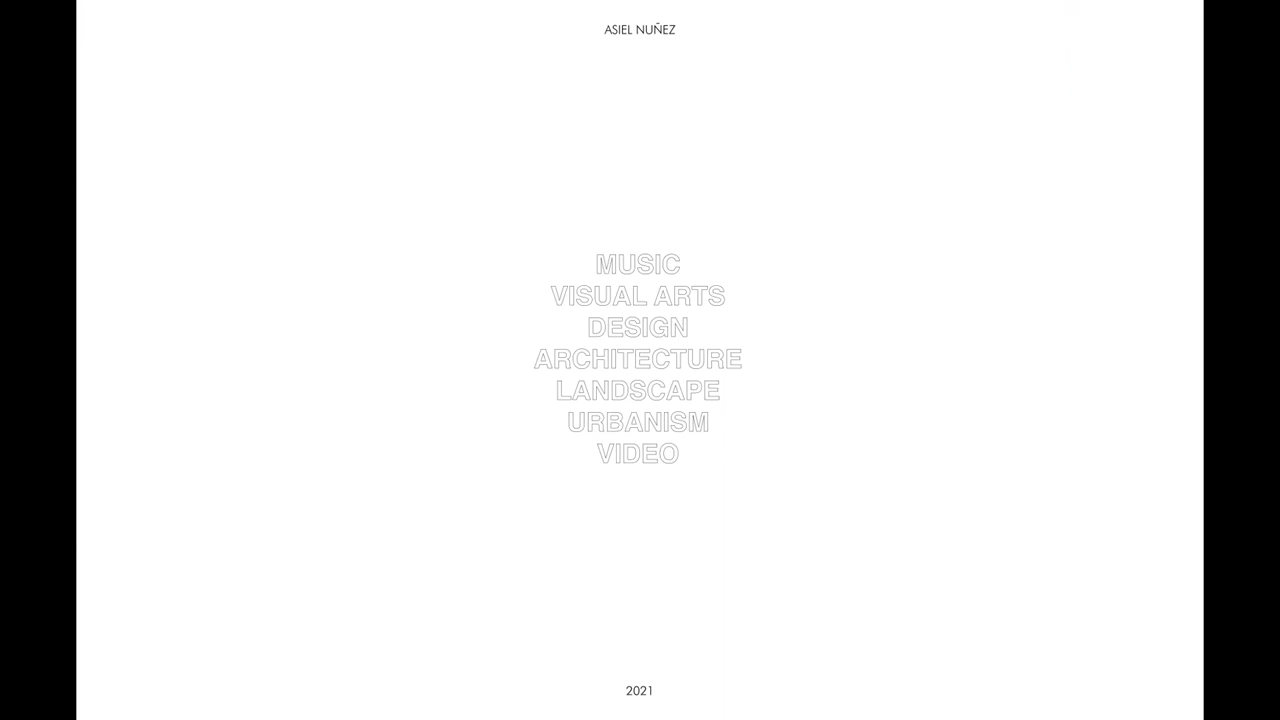 ASIEL NUÑEZ
MUSIC
VISUAL ARTS
DESIGN
ARCHITECTURE
LANDSCAPE
URBANISM
VIDEO
2021